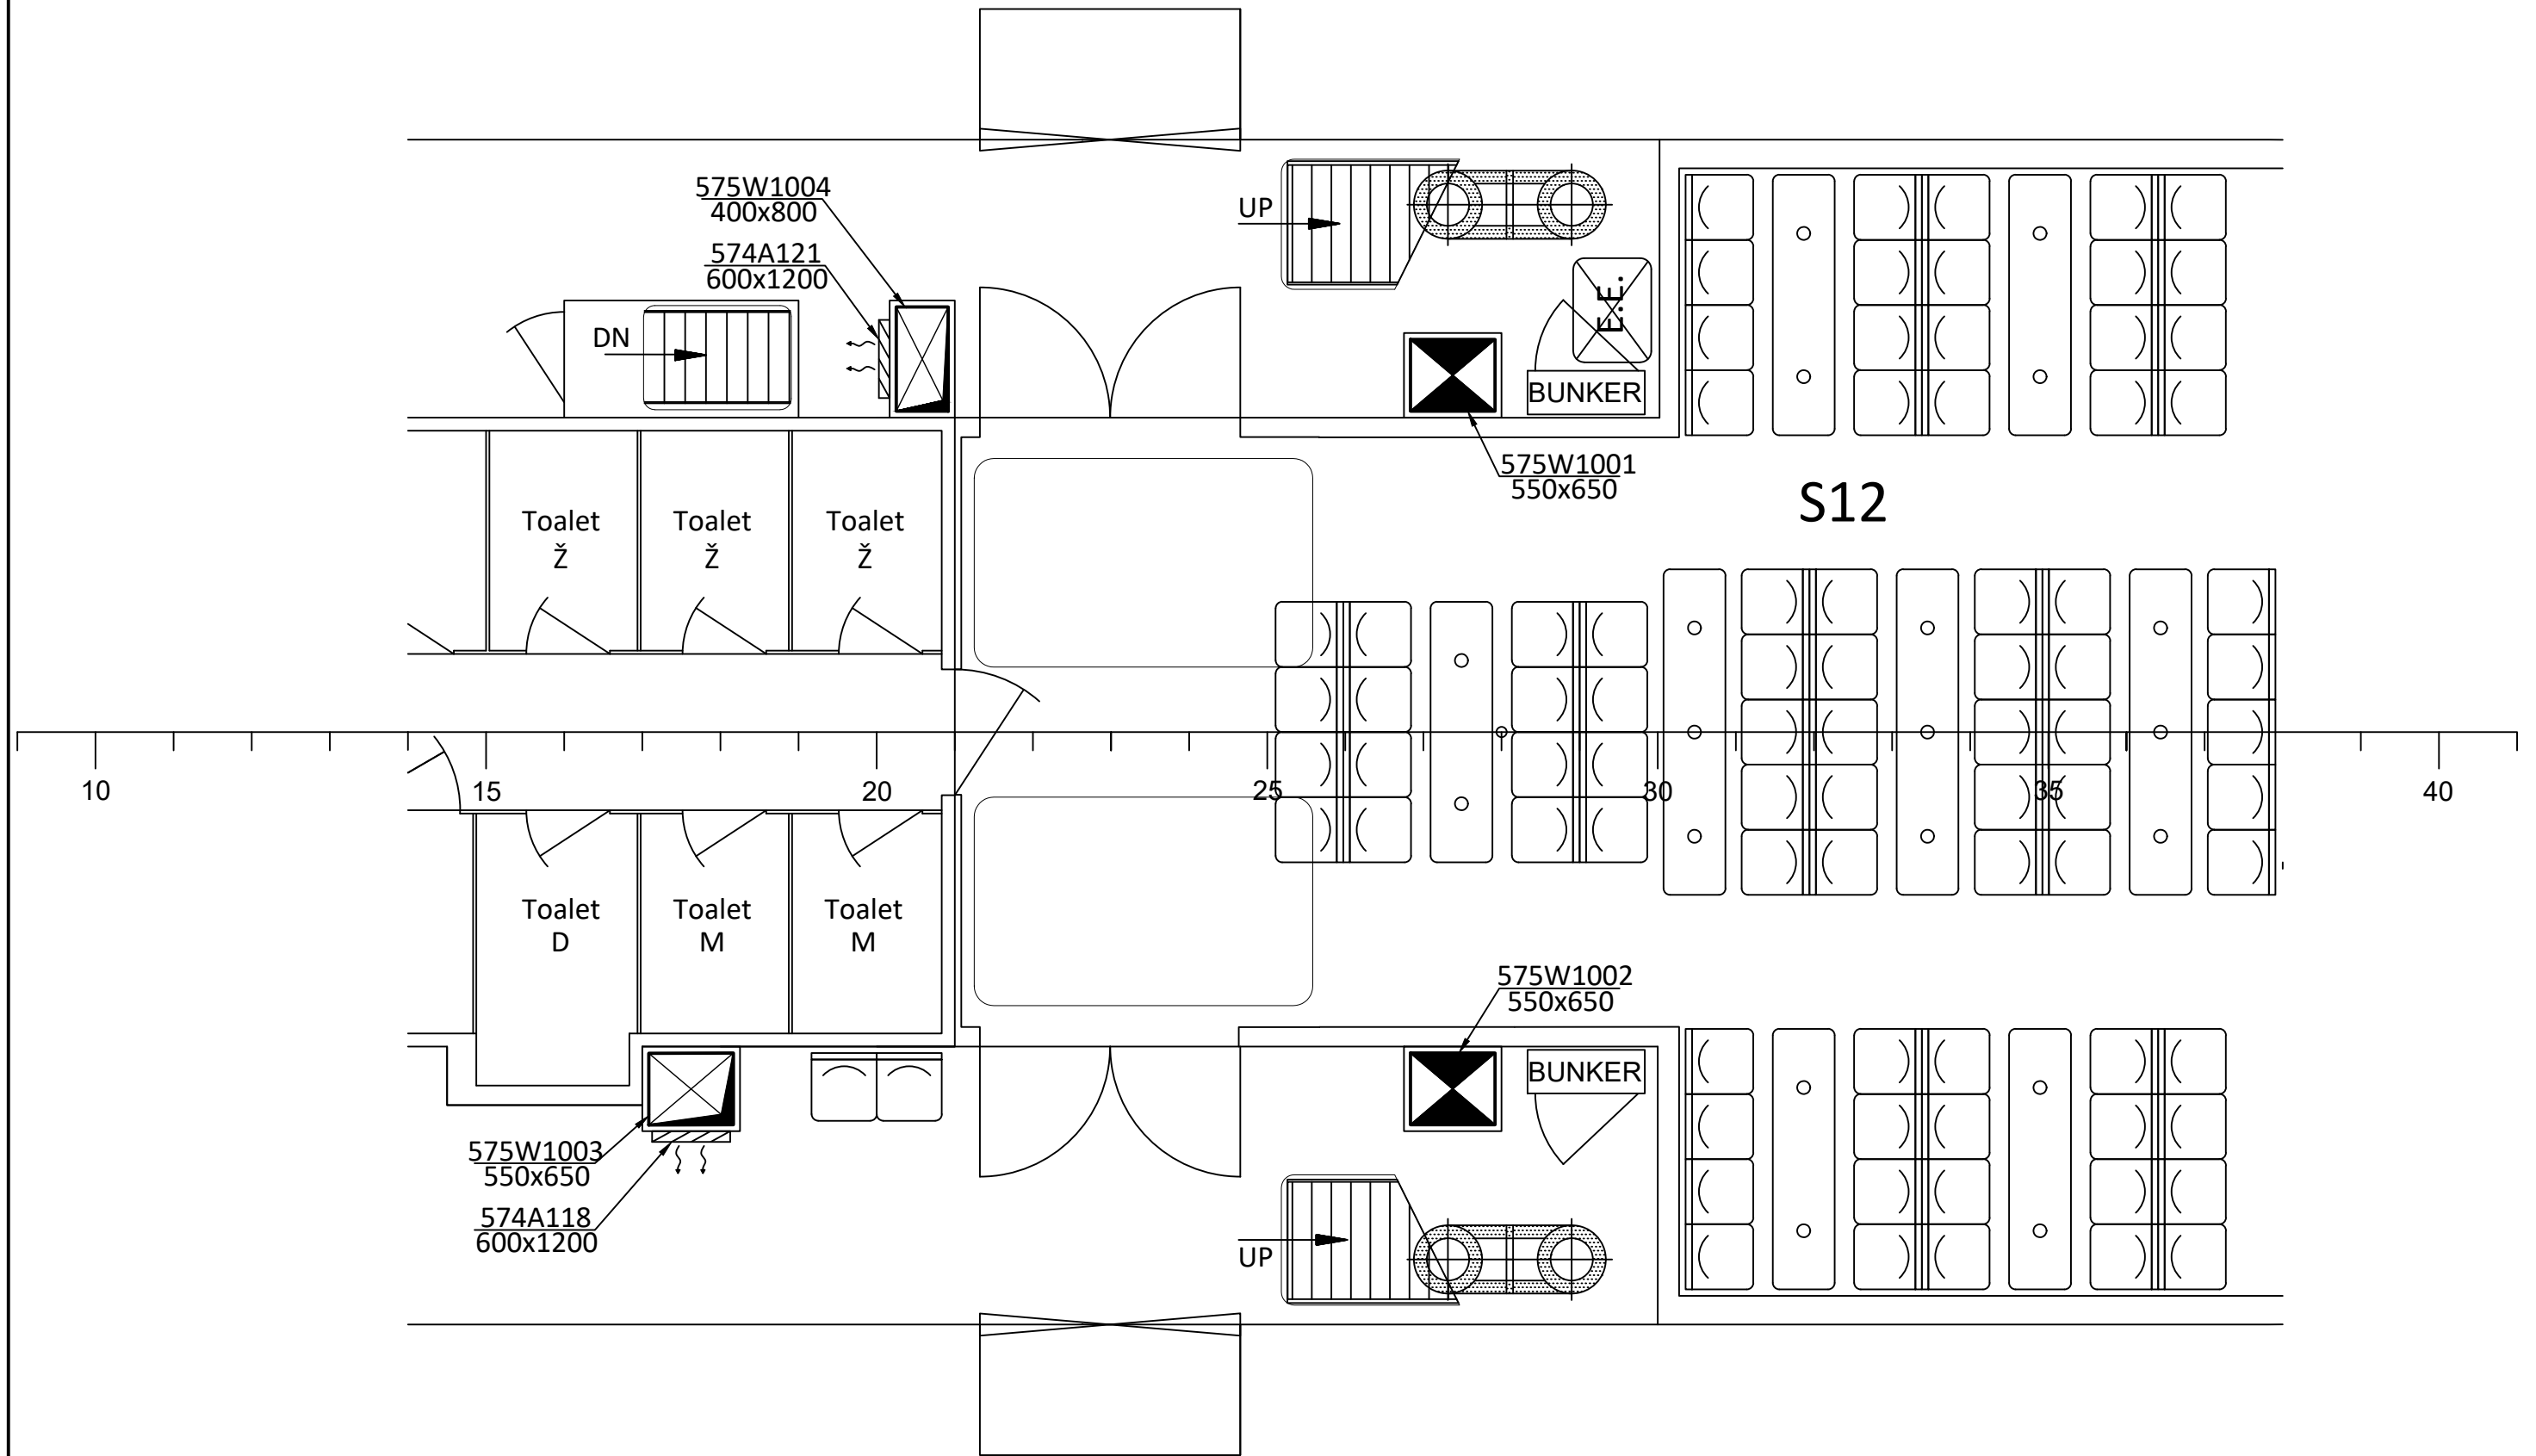 575W1004
400x800
574A121
600x1200
UP
DN
E.E.
BUNKER
575W1001
550x650
S12
Toalet
Ž
Toalet
Ž
Toalet
Ž
10
15
20
25
30
35
40
Toalet
D
Toalet
M
Toalet
M
575W1002
550x650
BUNKER
575W1003
550x650
574A118
600x1200
UP